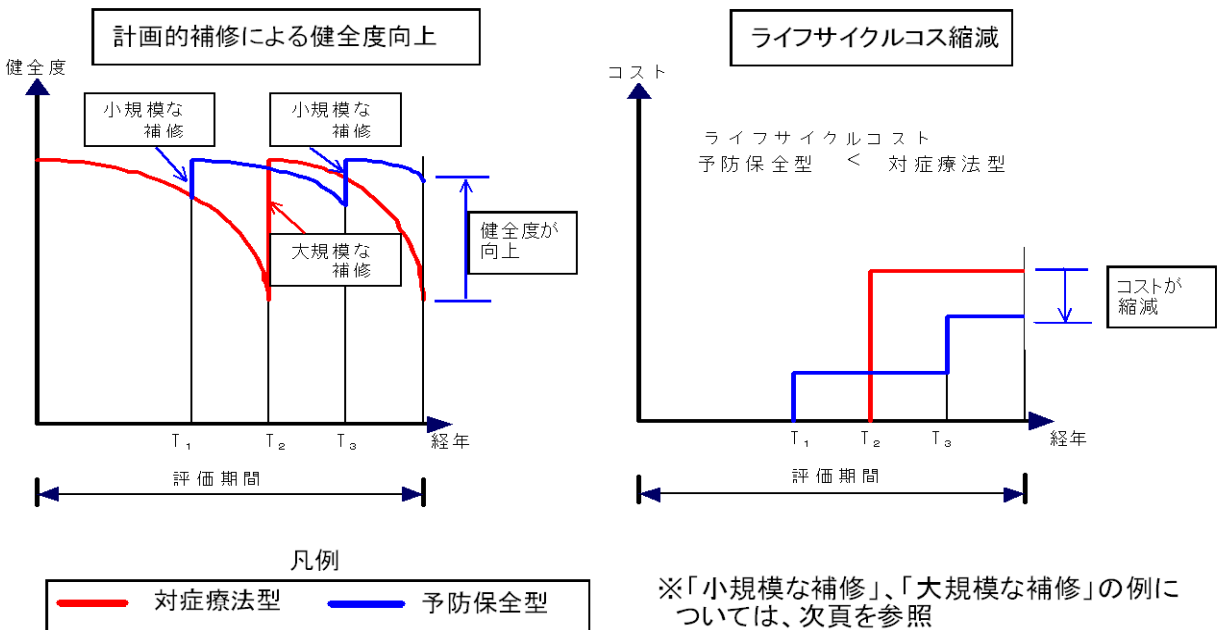 計画的補修による健全度向上
健全度
小規模な
補修
小規模な
補修
大規模な
補修
健全度が
向上
T₁
T₂
T₃
経年
評価期間
ライフサイクルコス縮減
コスト
ライフサイクルコスト
予防保全型 < 対症療法型
コストが
縮減
T₁
T₂
T₃
経年
評価期間
凡例
対症療法型 予防保全型
※「小規模な補修」、「大規模な補修」の例に
ついては、次頁を参照